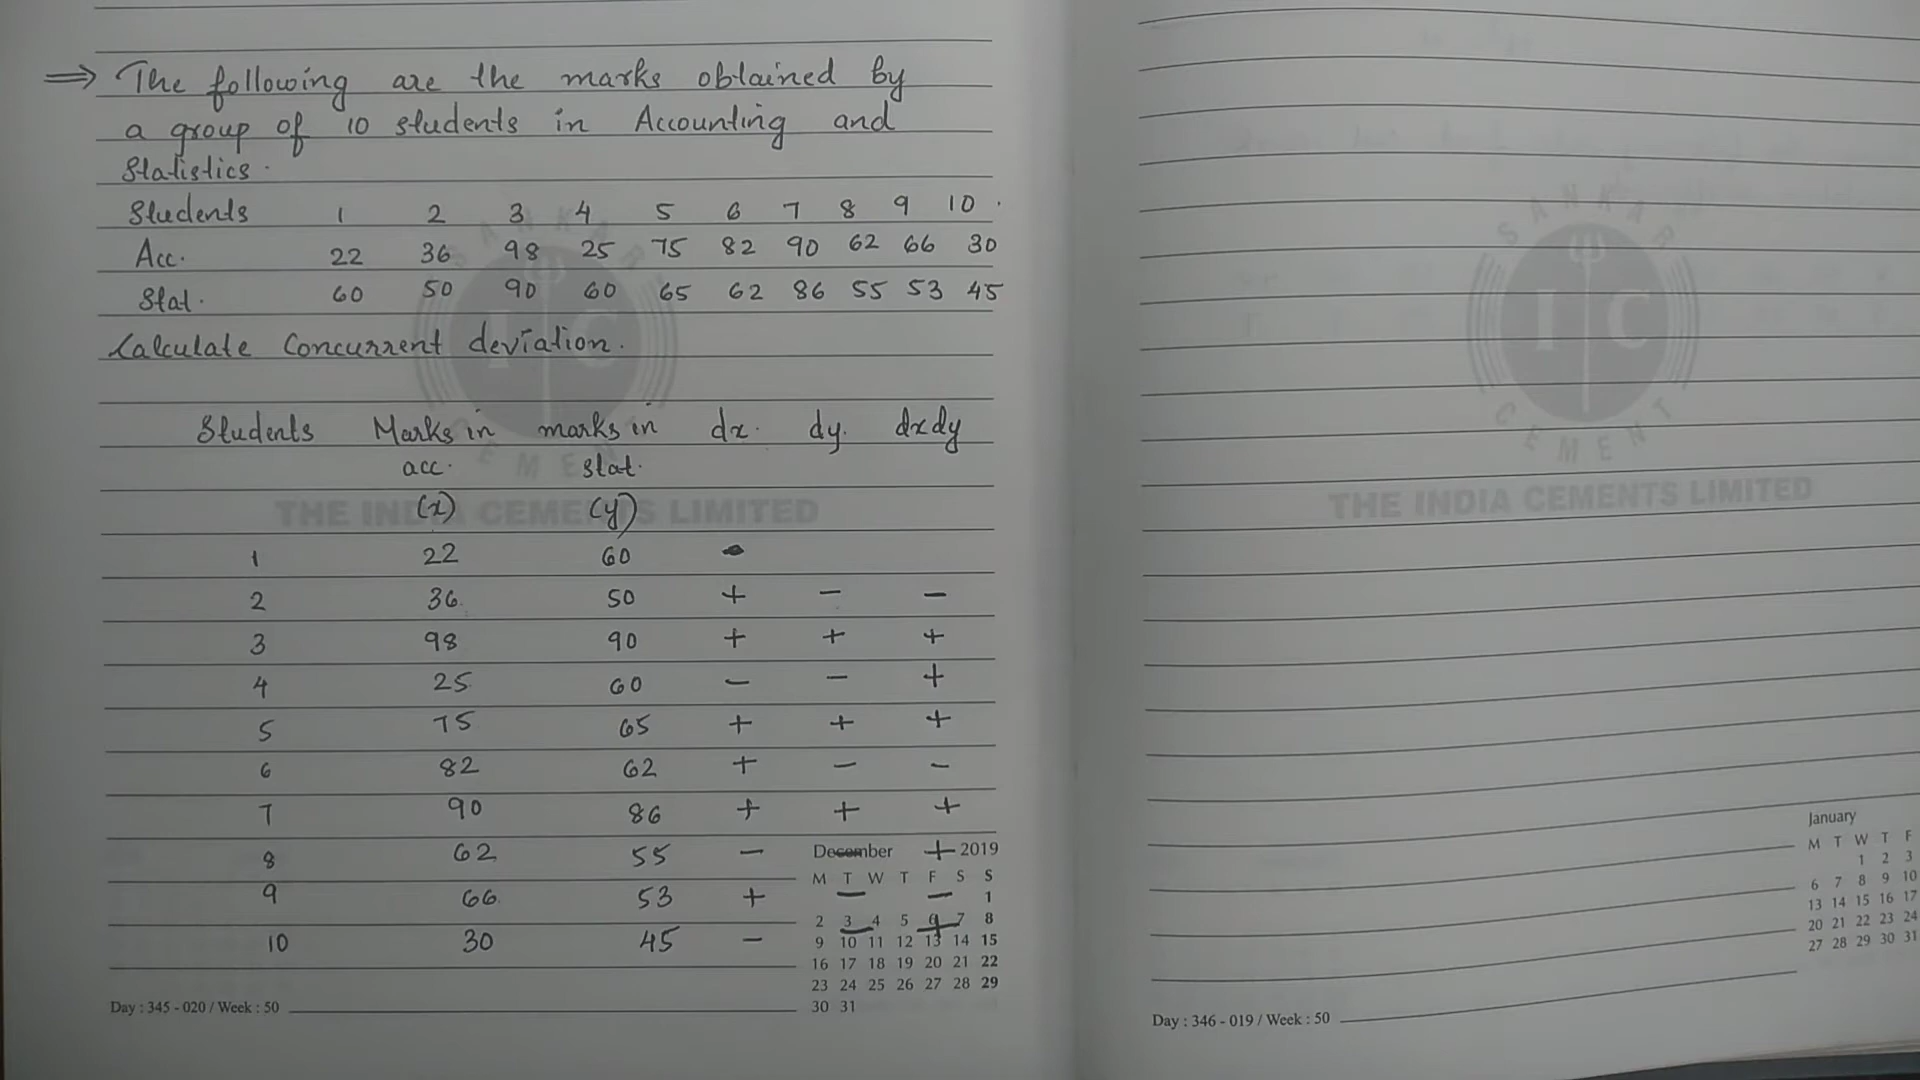 ⇒ The following are the marks obtained by
a group of 10 students in Accounting and
Statistics.
Students 1 2 3 4 5 6 7 8 9 10.
Acc. 22 36 98 25 75 82 90 62 66 30
Stat. 60 50 90 60 65 62 86 55 53 45
Calculate Concurrent deviation.
Students Marks in marks in dx. dy. dxdy
acc. stat.
(x) (y)
THE INDIA CEMENTS LIMITED
1 22 60
2 36 50 + − −
3 98 90 + + +
4 25 60 − − +
5 75 65 + + +
6 82 62 + − −
7 90 86 + + +
8 62 55 − − +
9 66 53 + − −
10 30 45 − − +
December 2019
M T W T F S S
1
2 3 4 5 6 7 8
9 10 11 12 13 14 15
16 17 18 19 20 21 22
23 24 25 26 27 28 29
30 31
Day : 345 - 020 / Week : 50
SANKAR
IC
CEMENT
THE INDIA CEMENTS LIMITED
January
M T W T F
1 2 3
6 7 8 9 10
13 14 15 16 17
20 21 22 23 24
27 28 29 30 31
Day : 346 - 019 / Week : 50